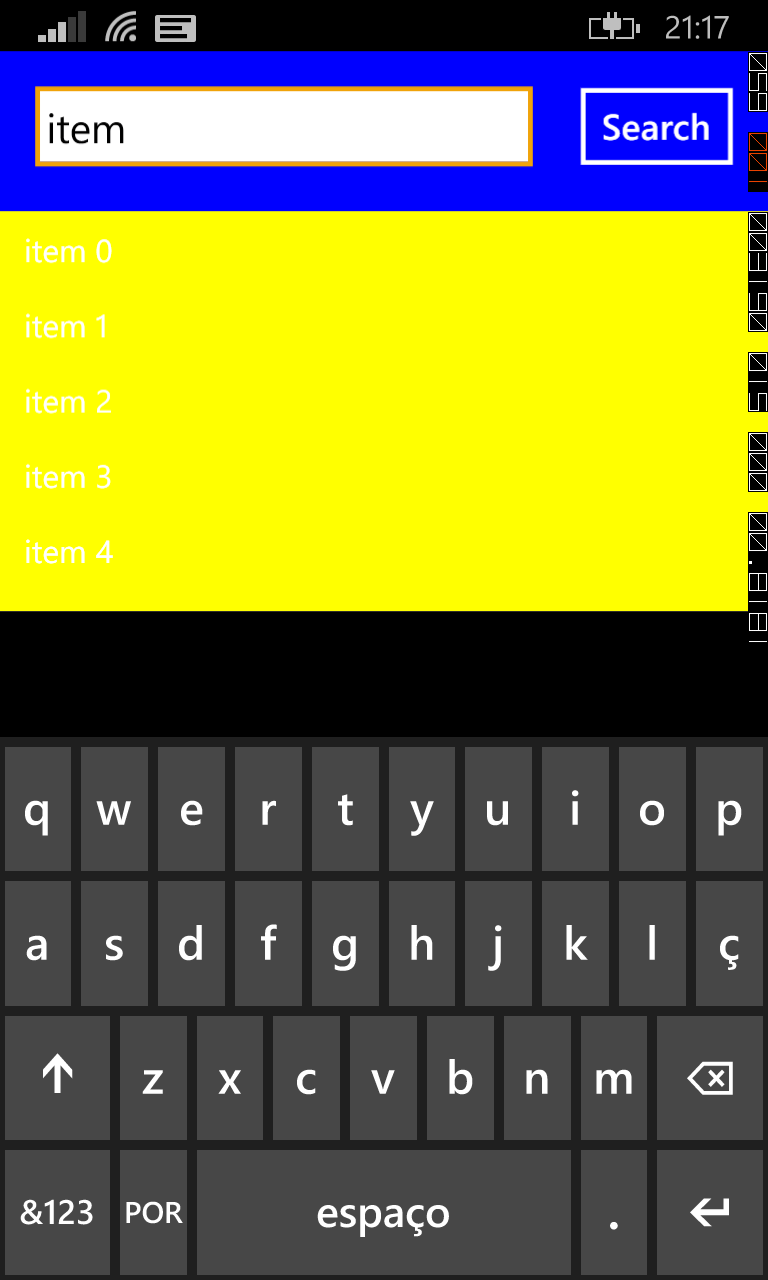 21:17
item
Search
item 0
item 1
item 2
item 3
item 4
q w e r t y u i o p
a s d f g h j k l ç
z x c v b n m
&123 POR espaço .